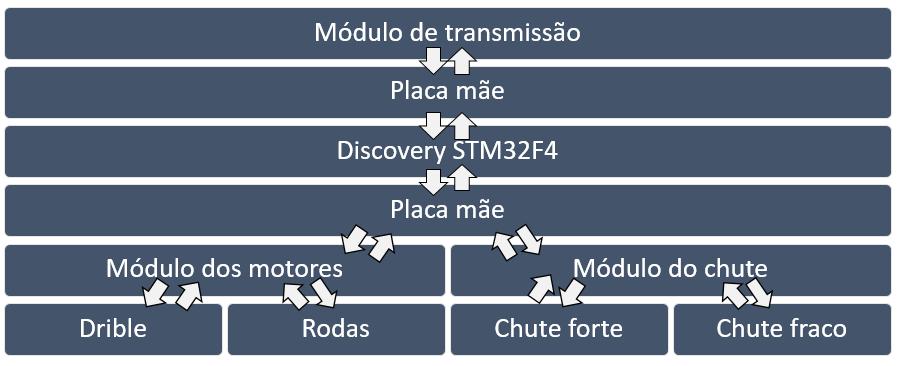 Módulo de transmissão
Placa mãe
Discovery STM32F4
Placa mãe
Módulo dos motores
Módulo do chute
Drible
Rodas
Chute forte
Chute fraco